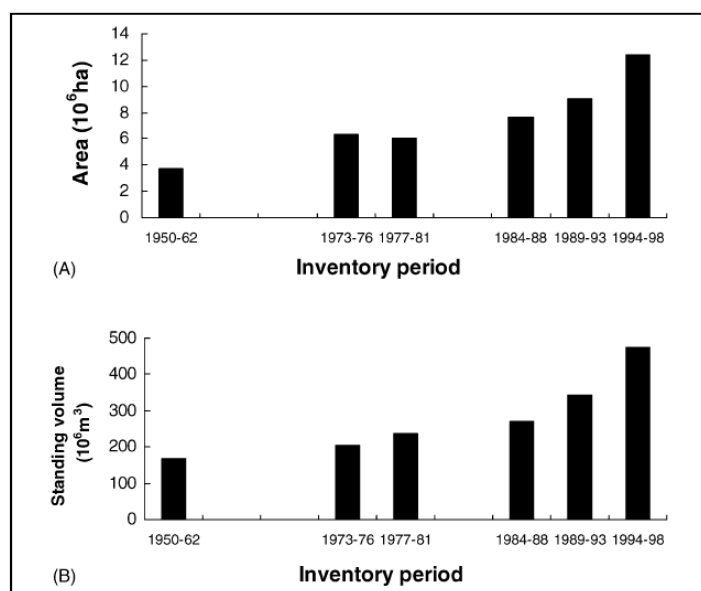 14
12
10
8
6
4
2
0
Area (10⁶ha)
1950-62 1973-76 1977-81 1984-88 1989-93 1994-98
(A) Inventory period
500
400
300
200
100
0
Standing volume
(10⁶m³)
1950-62 1973-76 1977-81 1984-88 1989-93 1994-98
(B) Inventory period